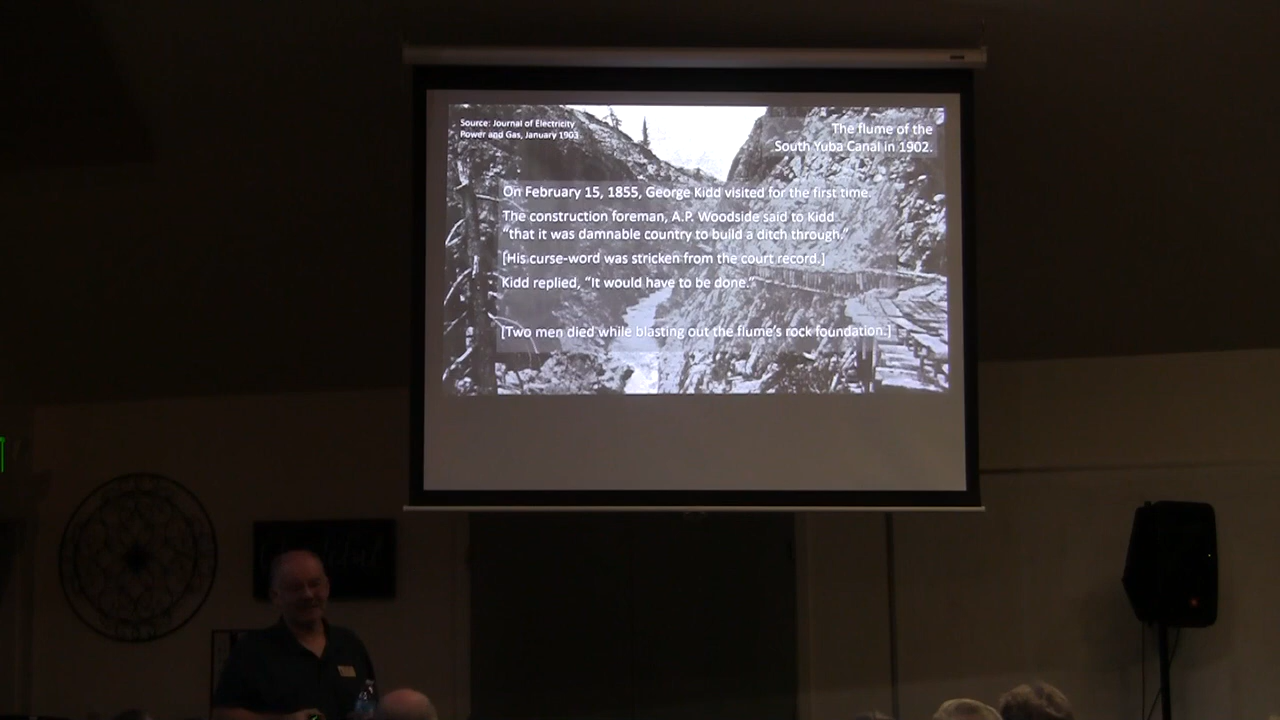 Source: Journal of Electricity
Power and Gas, January 1903
The flume of the
South Yuba Canal in 1902.
On February 15, 1855, George Kidd visited for the first time.
The construction foreman, A.P. Woodside said to Kidd
“that it was damnable country to build a ditch through.”
[His curse-word was stricken from the court record.]
Kidd replied, “It would have to be done.”
[Two men died while blasting out the flume’s rock foundation.]